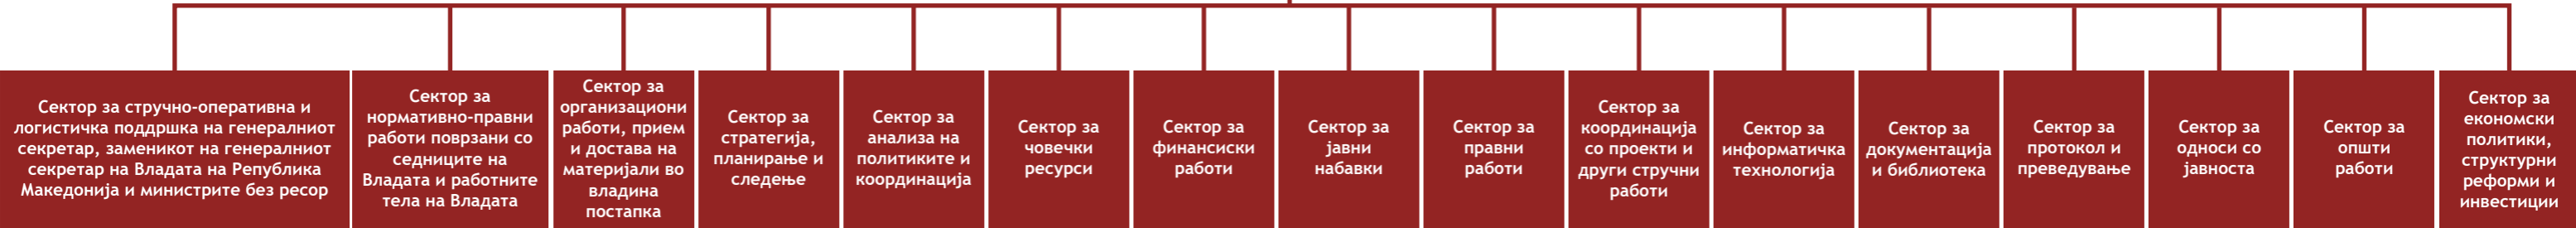 Сектор за стручно-оперативна и
логистичка поддршка на генералниот
секретар, заменикот на генералниот
секретар на Владата на Република
Македонија и министрите без ресор
Сектор за
нормативно-правни
работи поврзани со
седниците на
Владата и работните
тела на Владата
Сектор за
организациони
работи, прием
и достава на
материјали во
владина
постапка
Сектор за
стратегија,
планирање и
следење
Сектор за
анализа на
политиките и
координација
Сектор за
човечки
ресурси
Сектор за
финансиски
работи
Сектор за
јавни
набавки
Сектор за
правни
работи
Сектор за
координација
со проекти и
други стручни
работи
Сектор за
информатичка
технологија
Сектор за
документација
и библиотека
Сектор за
протокол и
преведување
Сектор за
односи со
јавноста
Сектор за
општи
работи
Сектор за
економски
политики,
структурни
реформи и
инвестиции